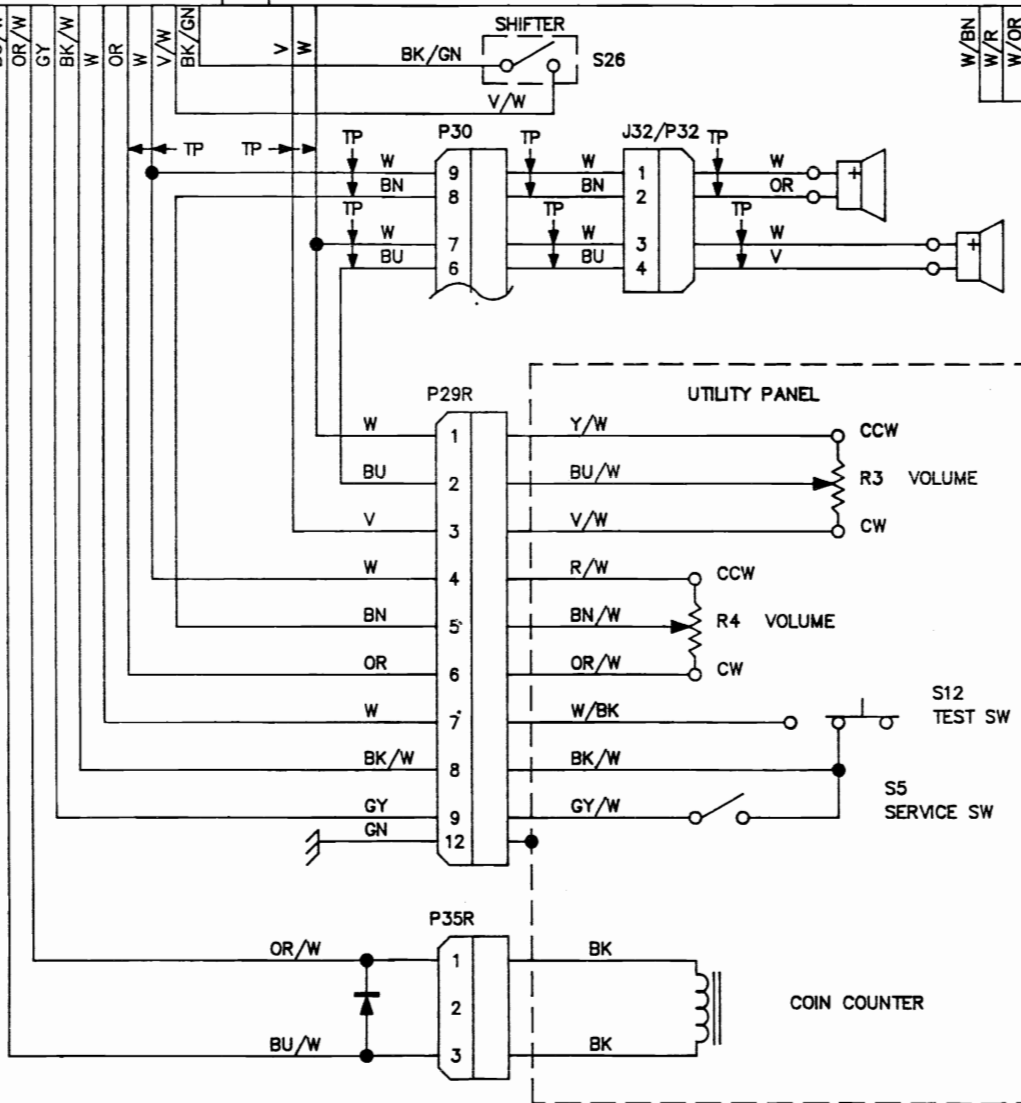 OR/W
GY
BK/W
W
OR
W
V/W
BK/GN
V
W
SHIFTER
BK/GN
S26
V/W
W/BN
W/R
W/OR
TP
TP
P30
J32/P32
TP W 9 TP W 1 TP W
BN 8 BN 2 OR
TP W 7 TP W 3 TP W
BU 6 BU 4 V
+
+
P29R
UTILITY PANEL
W 1 Y/W CCW
BU 2 BU/W R3 VOLUME
V 3 V/W CW
W 4 R/W CCW
BN 5 BN/W R4 VOLUME
OR 6 OR/W CW
W 7 W/BK
S12
TEST SW
BK/W 8 BK/W
S5
SERVICE SW
GY 9 GY/W
GN 12
P35R
OR/W 1 BK
2
COIN COUNTER
BU/W 3 BK